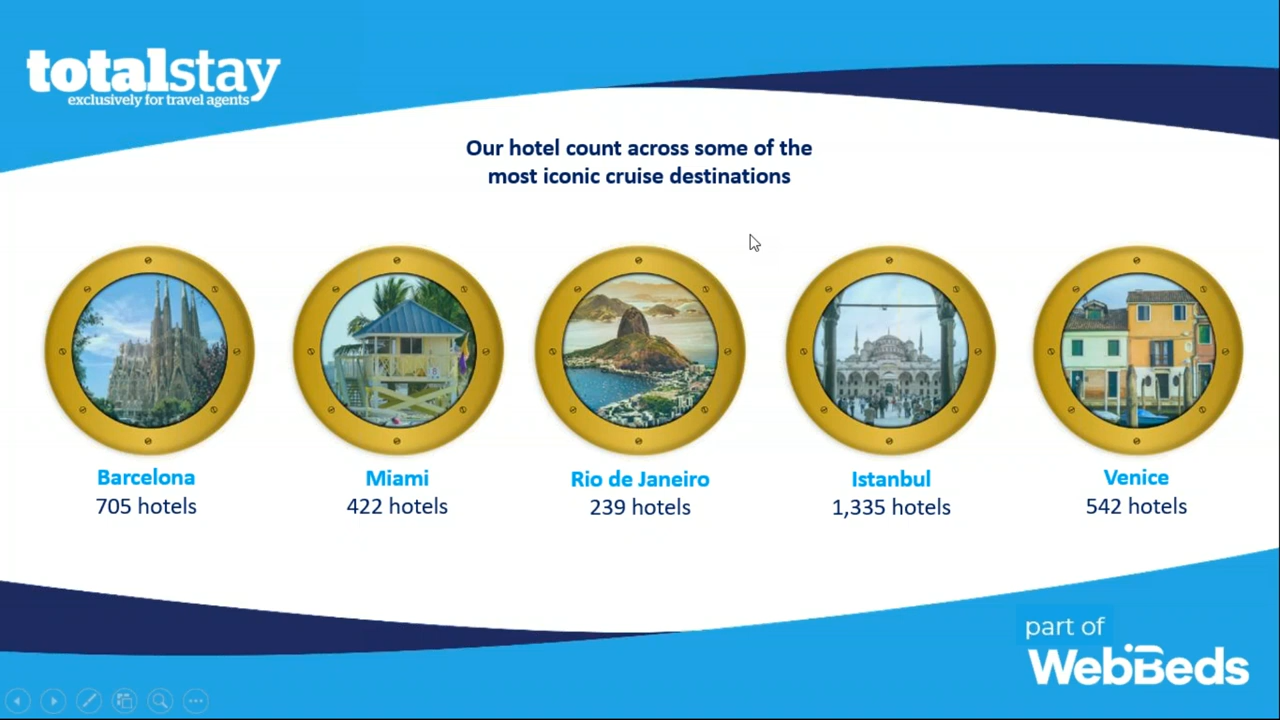 totalstay
exclusively for travel agents
Our hotel count across some of the
most iconic cruise destinations
Barcelona
705 hotels
Miami
422 hotels
Rio de Janeiro
239 hotels
Istanbul
1,335 hotels
Venice
542 hotels
part of
WebBeds